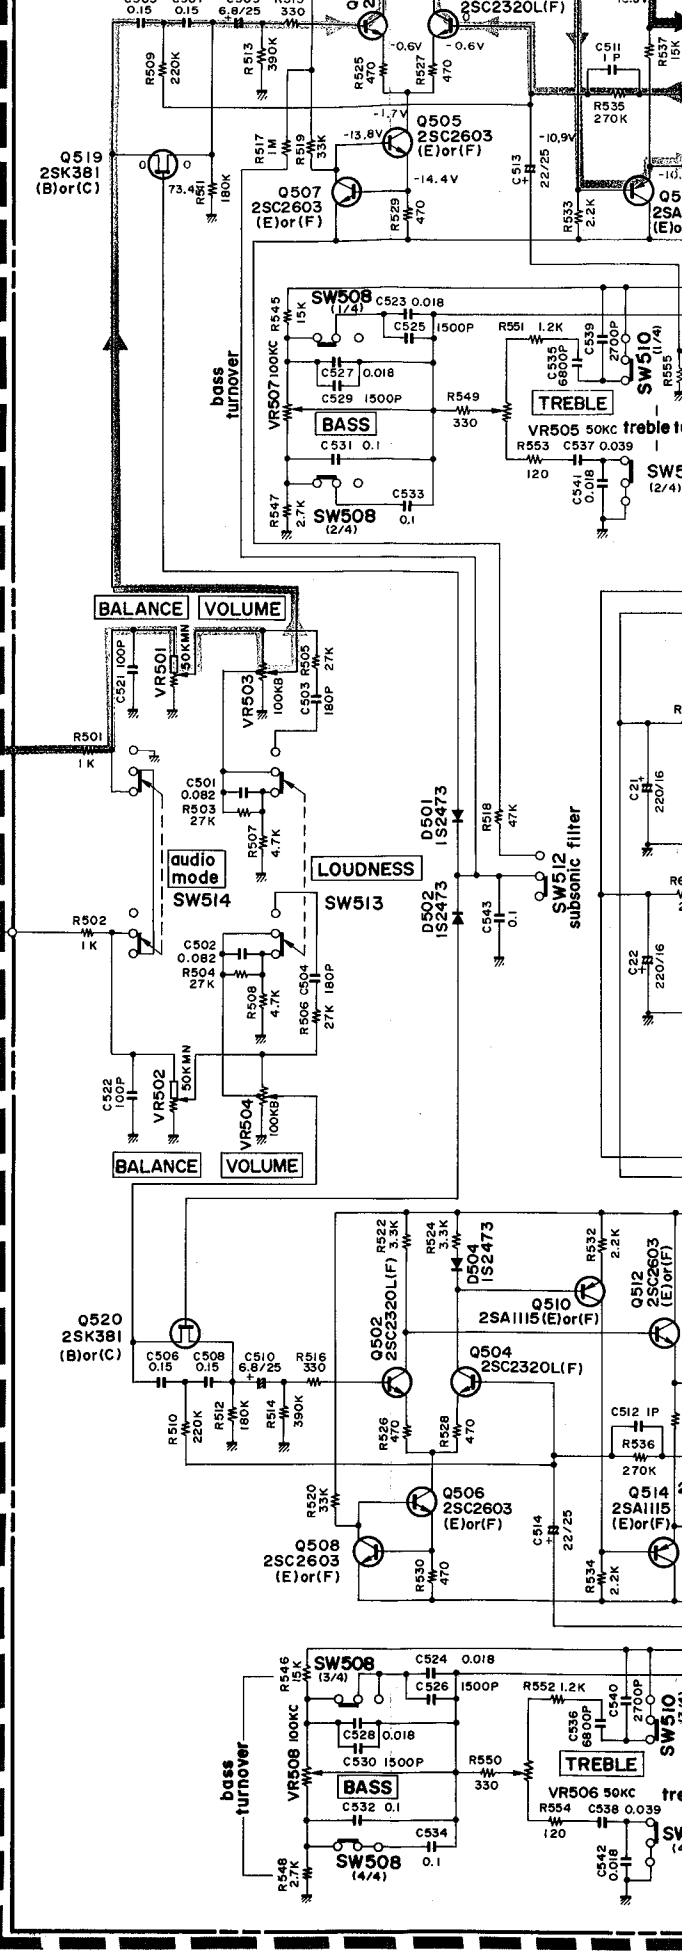 0.15 0.15 6.8/25 330
2SC2320L(F)
R509 220K
R513 390K
-0.6V -0.6V
R525 470
R527 470
C511 1P
R535 270K
R537 15K
-1.7V
Q505
2SC2603
(E)or(F)
-13.8V
R517 1M
R519 33K
-10.9V
C513 22/25
Q519
2SK381
(B)or(C)
73.4
180K
Q507
2SC2603
(E)or(F)
-14.4V
R529 470
R533 2.2K
R545 15K
SW508
(1/4)
C523 0.018
C525 1500P
R551 1.2K
C539 2700P
C535 6800P
SW510
(1/4)
R555
bass
turnover
VR507 100KC
C527 0.018
C529 1500P
BASS
R549
330
TREBLE
VR505 50KC
C531 0.1
R553
120
C537 0.039
C541 0.018
(2/4)
R547 2.7K
SW508
(2/4)
C533
0.1
BALANCE VOLUME
C521 100P
VR501 50KMN
VR503 100KB
R505 27K
C503 180P
R501
1K
C501
0.082
R503
27K
R507 4.7K
audio
mode
SW514
LOUDNESS
SW513
D501
1S2473
R518 47K
SW512
subsonic filter
D502
1S2473
C543 0.1
C21 220/16
C22 220/16
R502
1K
C502
0.082
R504
27K
R508 4.7K
C504 180P
R506 27K
C522 100P
VR502 50KMN
VR504 100KB
BALANCE VOLUME
R522 3.3K
R524 3.3K
D504
1S2473
R532 2.2K
Q512
2SC2603
(E)or(F)
Q510
2SA1115(E)or(F)
Q520
2SK381
(B)or(C)
Q502
2SC2320L(F)
Q504
2SC2320L(F)
C506
0.15
C508
0.15
C510
6.8/25
R516
330
R510 220K
R512 180K
R514 390K
R526 470
R528 470
C512 1P
R536
270K
R520 33K
Q506
2SC2603
(E)or(F)
Q508
2SC2603
(E)or(F)
R530 470
C514 22/25
Q514
2SA1115
(E)or(F)
R534 2.2K
R546 15K
SW508
(3/4)
C524 0.018
C526 1500P
R552 1.2K
C540 2700P
C536 6800P
SW510
bass
turnover
VR508 100KC
C528 0.018
C530 1500P
BASS
R550
330
TREBLE
VR506 50KC
C532 0.1
R554
120
C538 0.039
C542 0.018
R548 2.7K
SW508
(4/4)
C534
0.1